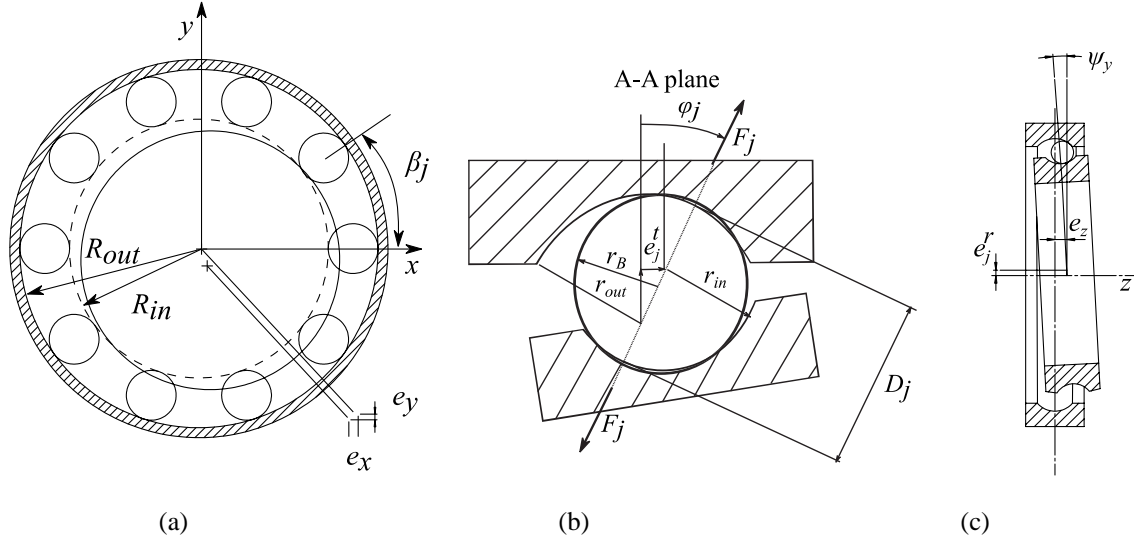 y
β_j
R_out
x
R_in
e_y
e_x
(a)
A-A plane
φ_j
F_j
e_j^t
r_B
r_out
r_in
D_j
F_j
(b)
ψ_y
e_z
e_j^r
z
(c)